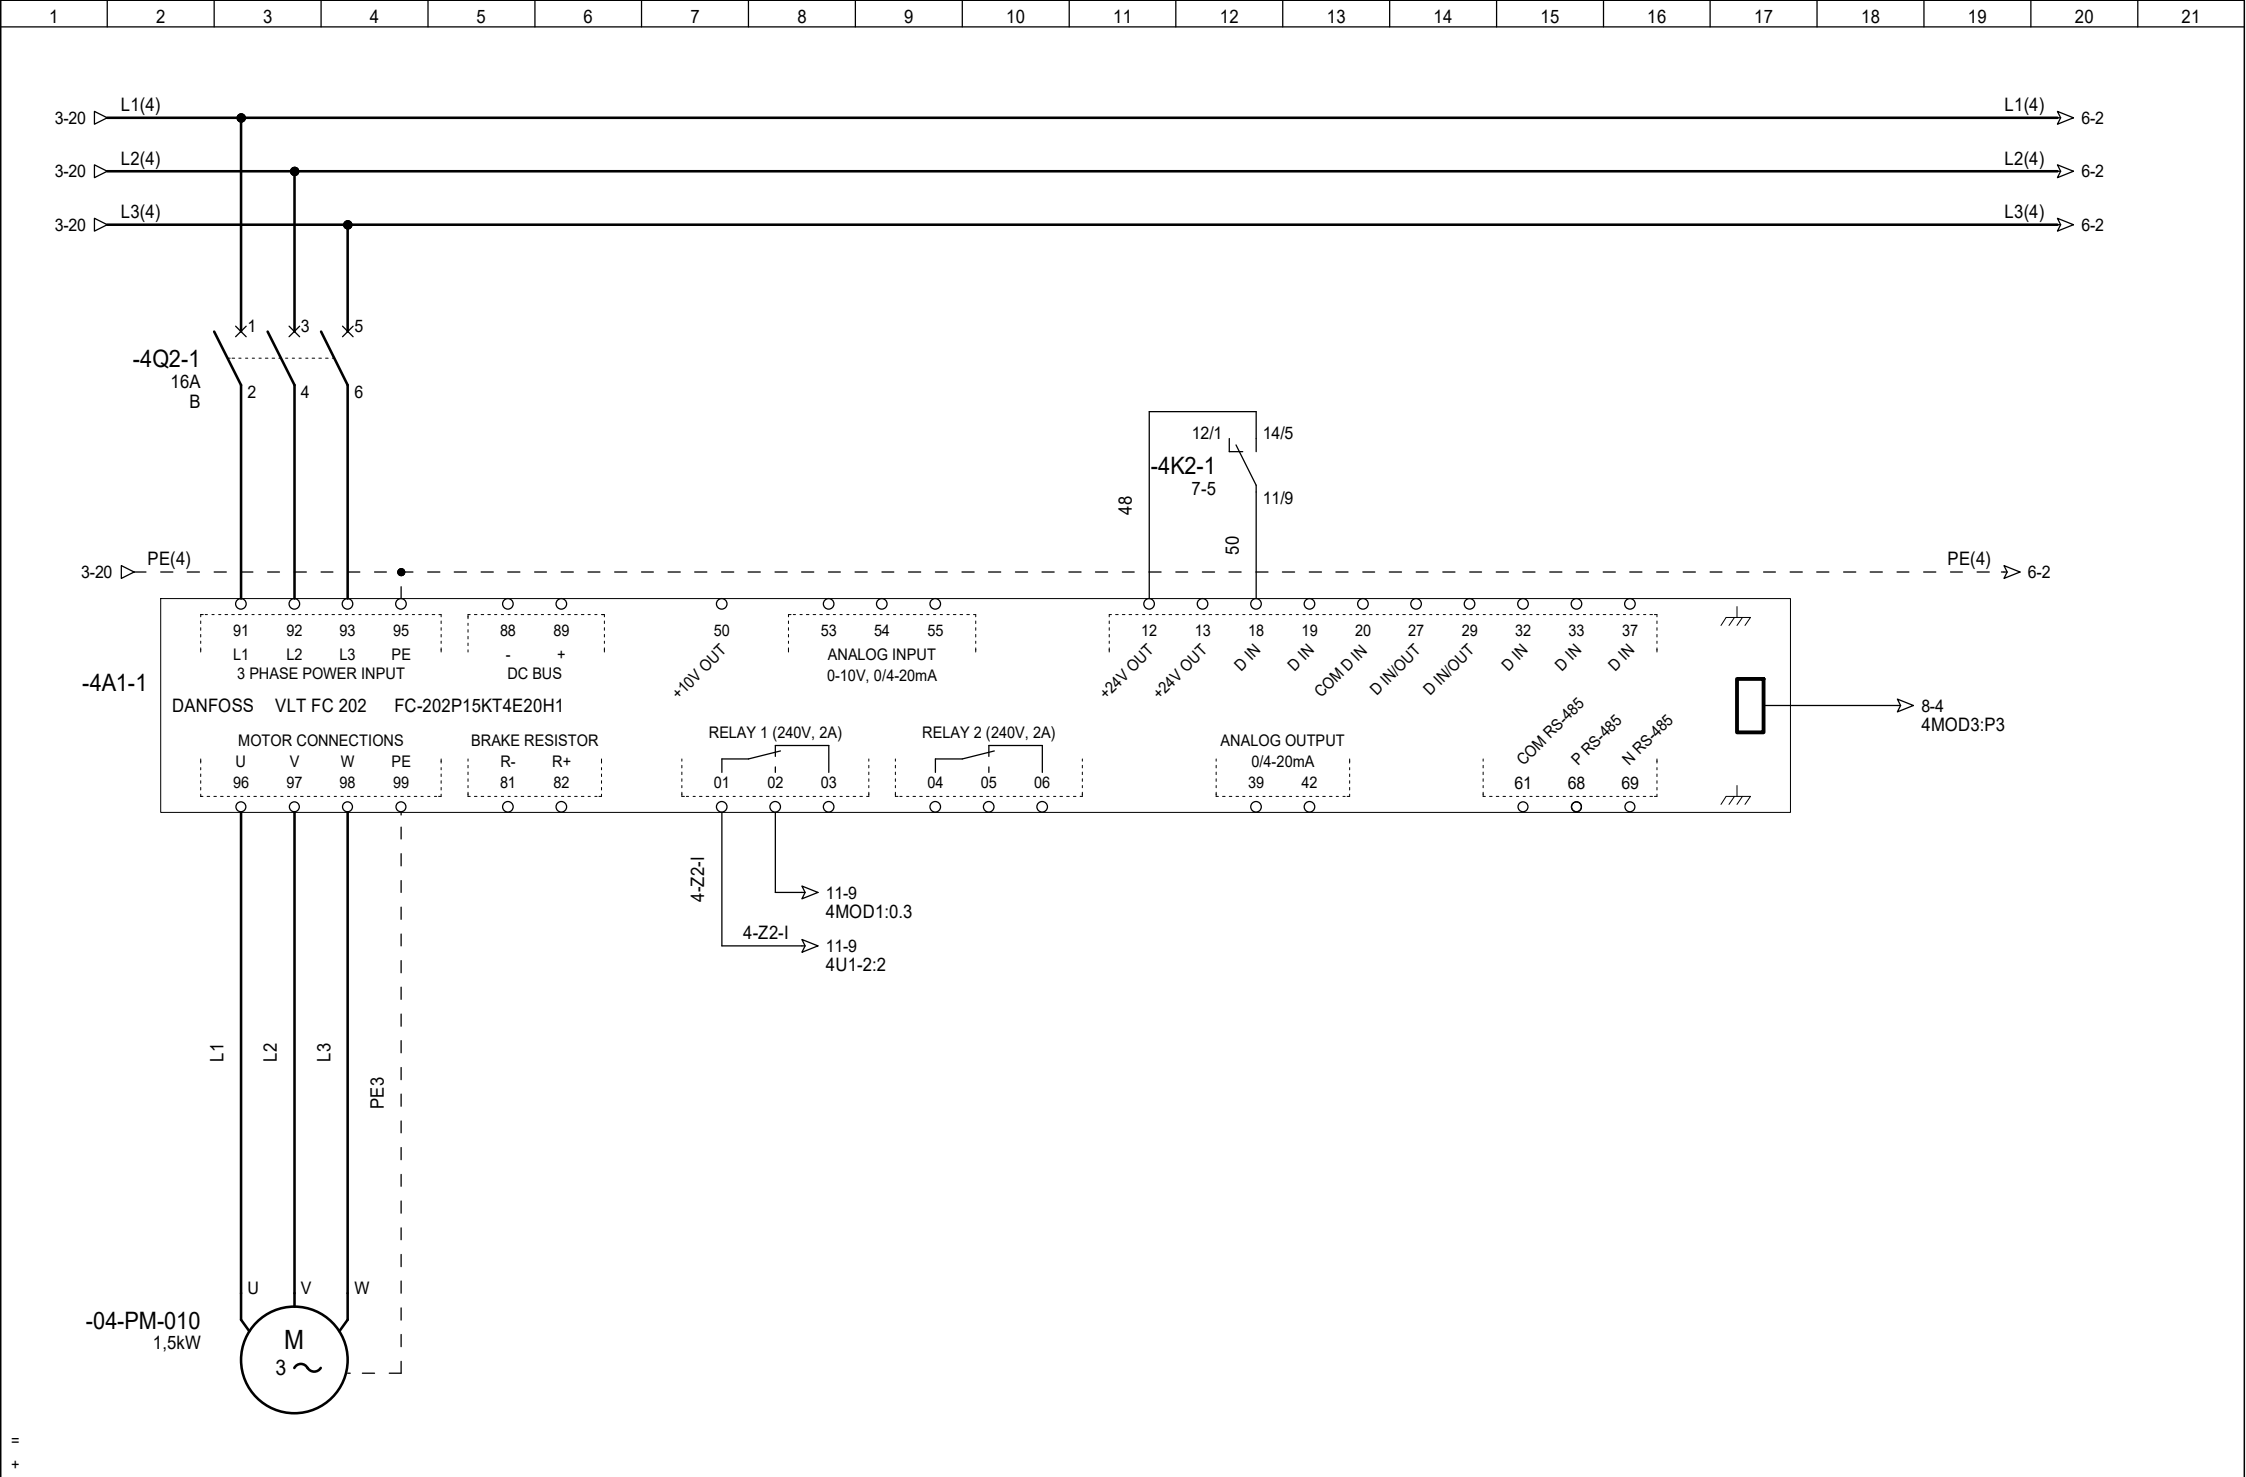 1 2 3 4 5 6 7 8 9 10 11 12 13 14 15 16 17 18 19 20 21
L1(4) L1(4)
3-20 6-2
L2(4) L2(4)
3-20 6-2
L3(4) L3(4)
3-20 6-2
1 3 5
-4Q2-1
16A
B
2 4 6
12/1 14/5
-4K2-1
7-5
11/9
48
50
PE(4) PE(4)
3-20 6-2
91 92 93 95 88 89 50 53 54 55 12 13 18 19 20 27 29 32 33 37
L1 L2 L3 PE - + +10V OUT ANALOG INPUT +24V OUT +24V OUT D IN D IN COM D IN D IN/OUT D IN/OUT D IN D IN D IN
3 PHASE POWER INPUT DC BUS 0-10V, 0/4-20mA
-4A1-1
DANFOSS VLT FC 202 FC-202P15KT4E20H1
8-4
4MOD3:P3
MOTOR CONNECTIONS BRAKE RESISTOR RELAY 1 (240V, 2A) RELAY 2 (240V, 2A) ANALOG OUTPUT COM RS-485 P RS-485 N RS-485
U V W PE R- R+ 0/4-20mA
96 97 98 99 81 82 01 02 03 04 05 06 39 42 61 68 69
4-Z2-I
11-9
4MOD1:0.3
4-Z2-I 11-9
4U1-2:2
L1 L2 L3
PE3
U V W
-04-PM-010
1,5kW
M
3
=
+